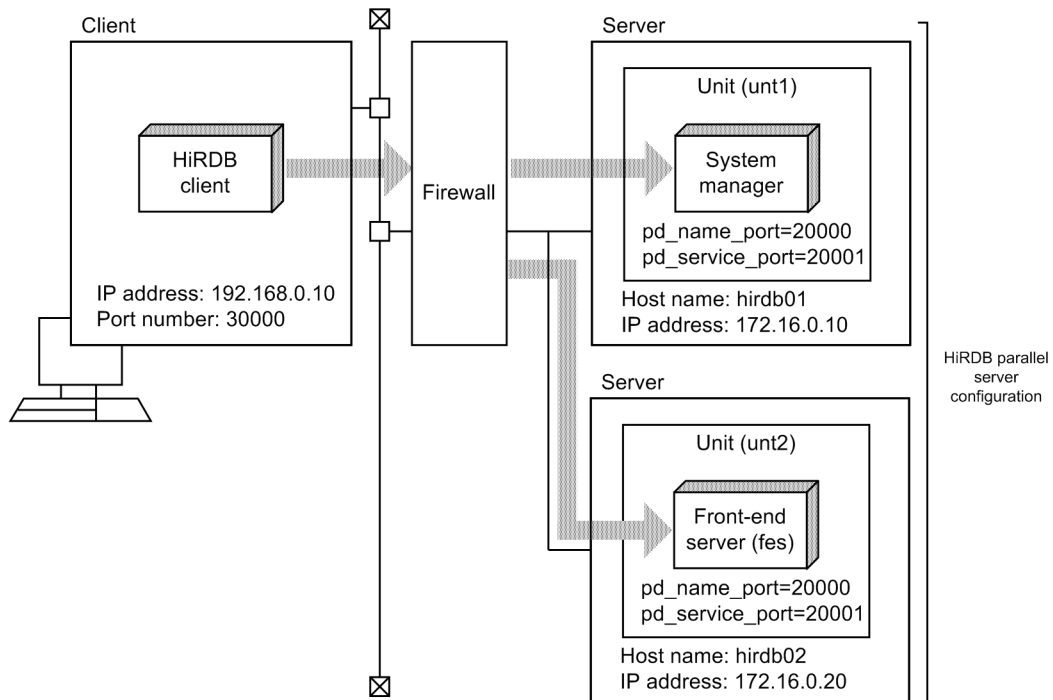 Client
HiRDB
client
IP address: 192.168.0.10
Port number: 30000
Firewall
Server
Unit (unt1)
System
manager
pd_name_port=20000
pd_service_port=20001
Host name: hirdb01
IP address: 172.16.0.10
Server
Unit (unt2)
Front-end
server (fes)
pd_name_port=20000
pd_service_port=20001
Host name: hirdb02
IP address: 172.16.0.20
HiRDB parallel
server
configuration